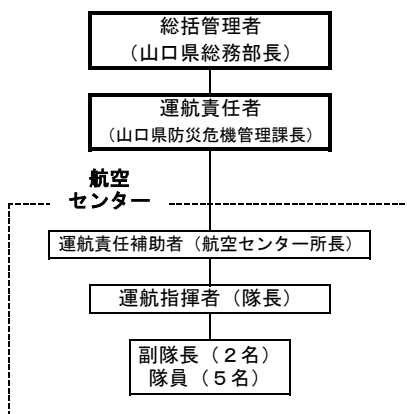 総括管理者
（山口県総務部長）
運航責任者
（山口県防災危機管理課長）
航空
センター
運航責任補助者（航空センター所長）
運航指揮者（隊長）
副隊長（２名）
隊員（５名）